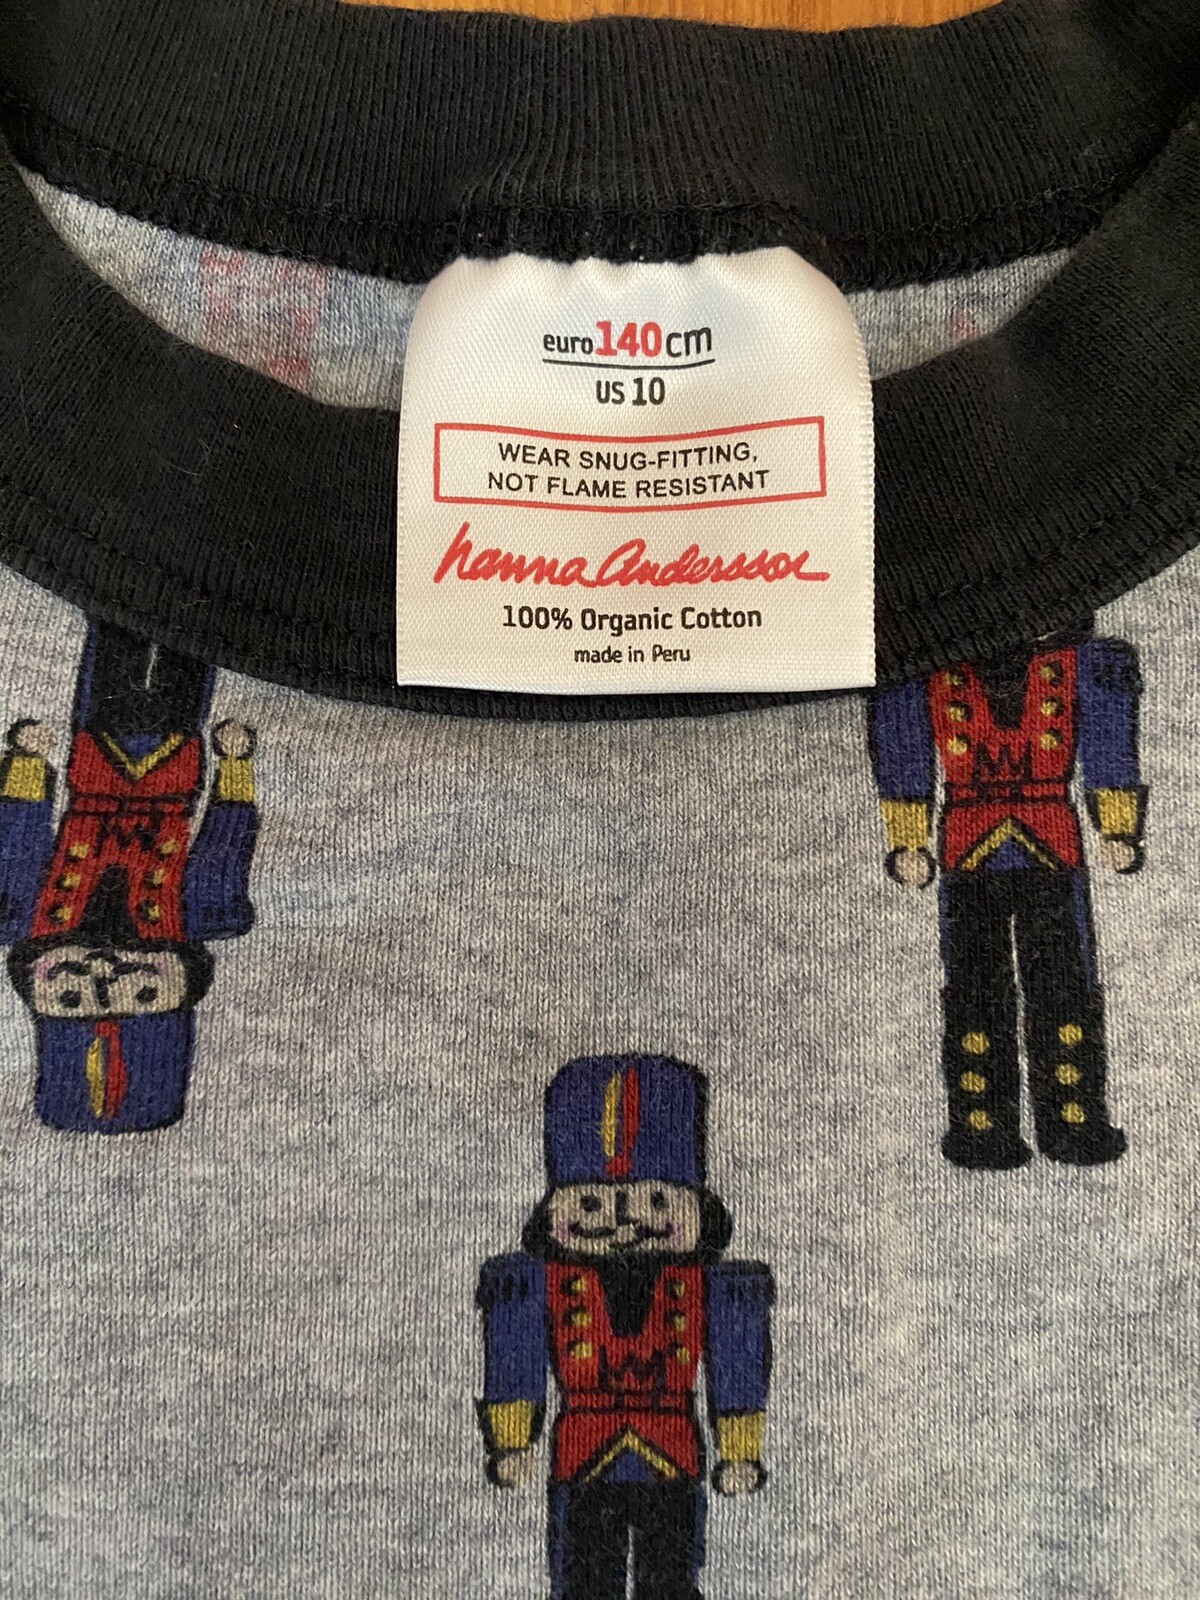 euro140cm
US 10
WEAR SNUG-FITTING,
NOT FLAME RESISTANT
hanna Andersson
100% Organic Cotton
made in Peru